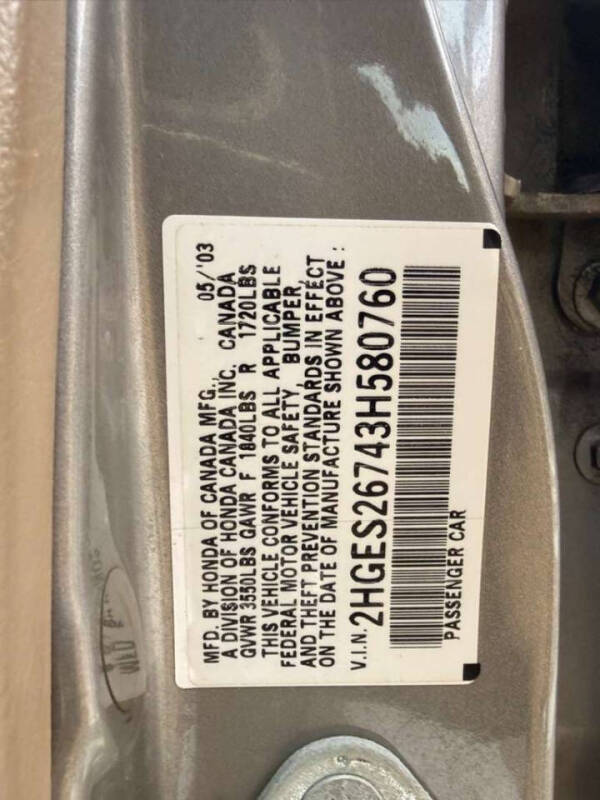 MFD. BY HONDA OF CANADA MFG., 05/'03
A DIVISION OF HONDA CANADA INC. CANADA
GVWR 3550LBS GAWR F 1840LBS R 1720LBS
THIS VEHICLE CONFORMS TO ALL APPLICABLE
FEDERAL MOTOR VEHICLE SAFETY, BUMPER,
AND THEFT PREVENTION STANDARDS IN EFFECT
ON THE DATE OF MANUFACTURE SHOWN ABOVE :
V.I.N. 2HGES26743H580760
PASSENGER CAR